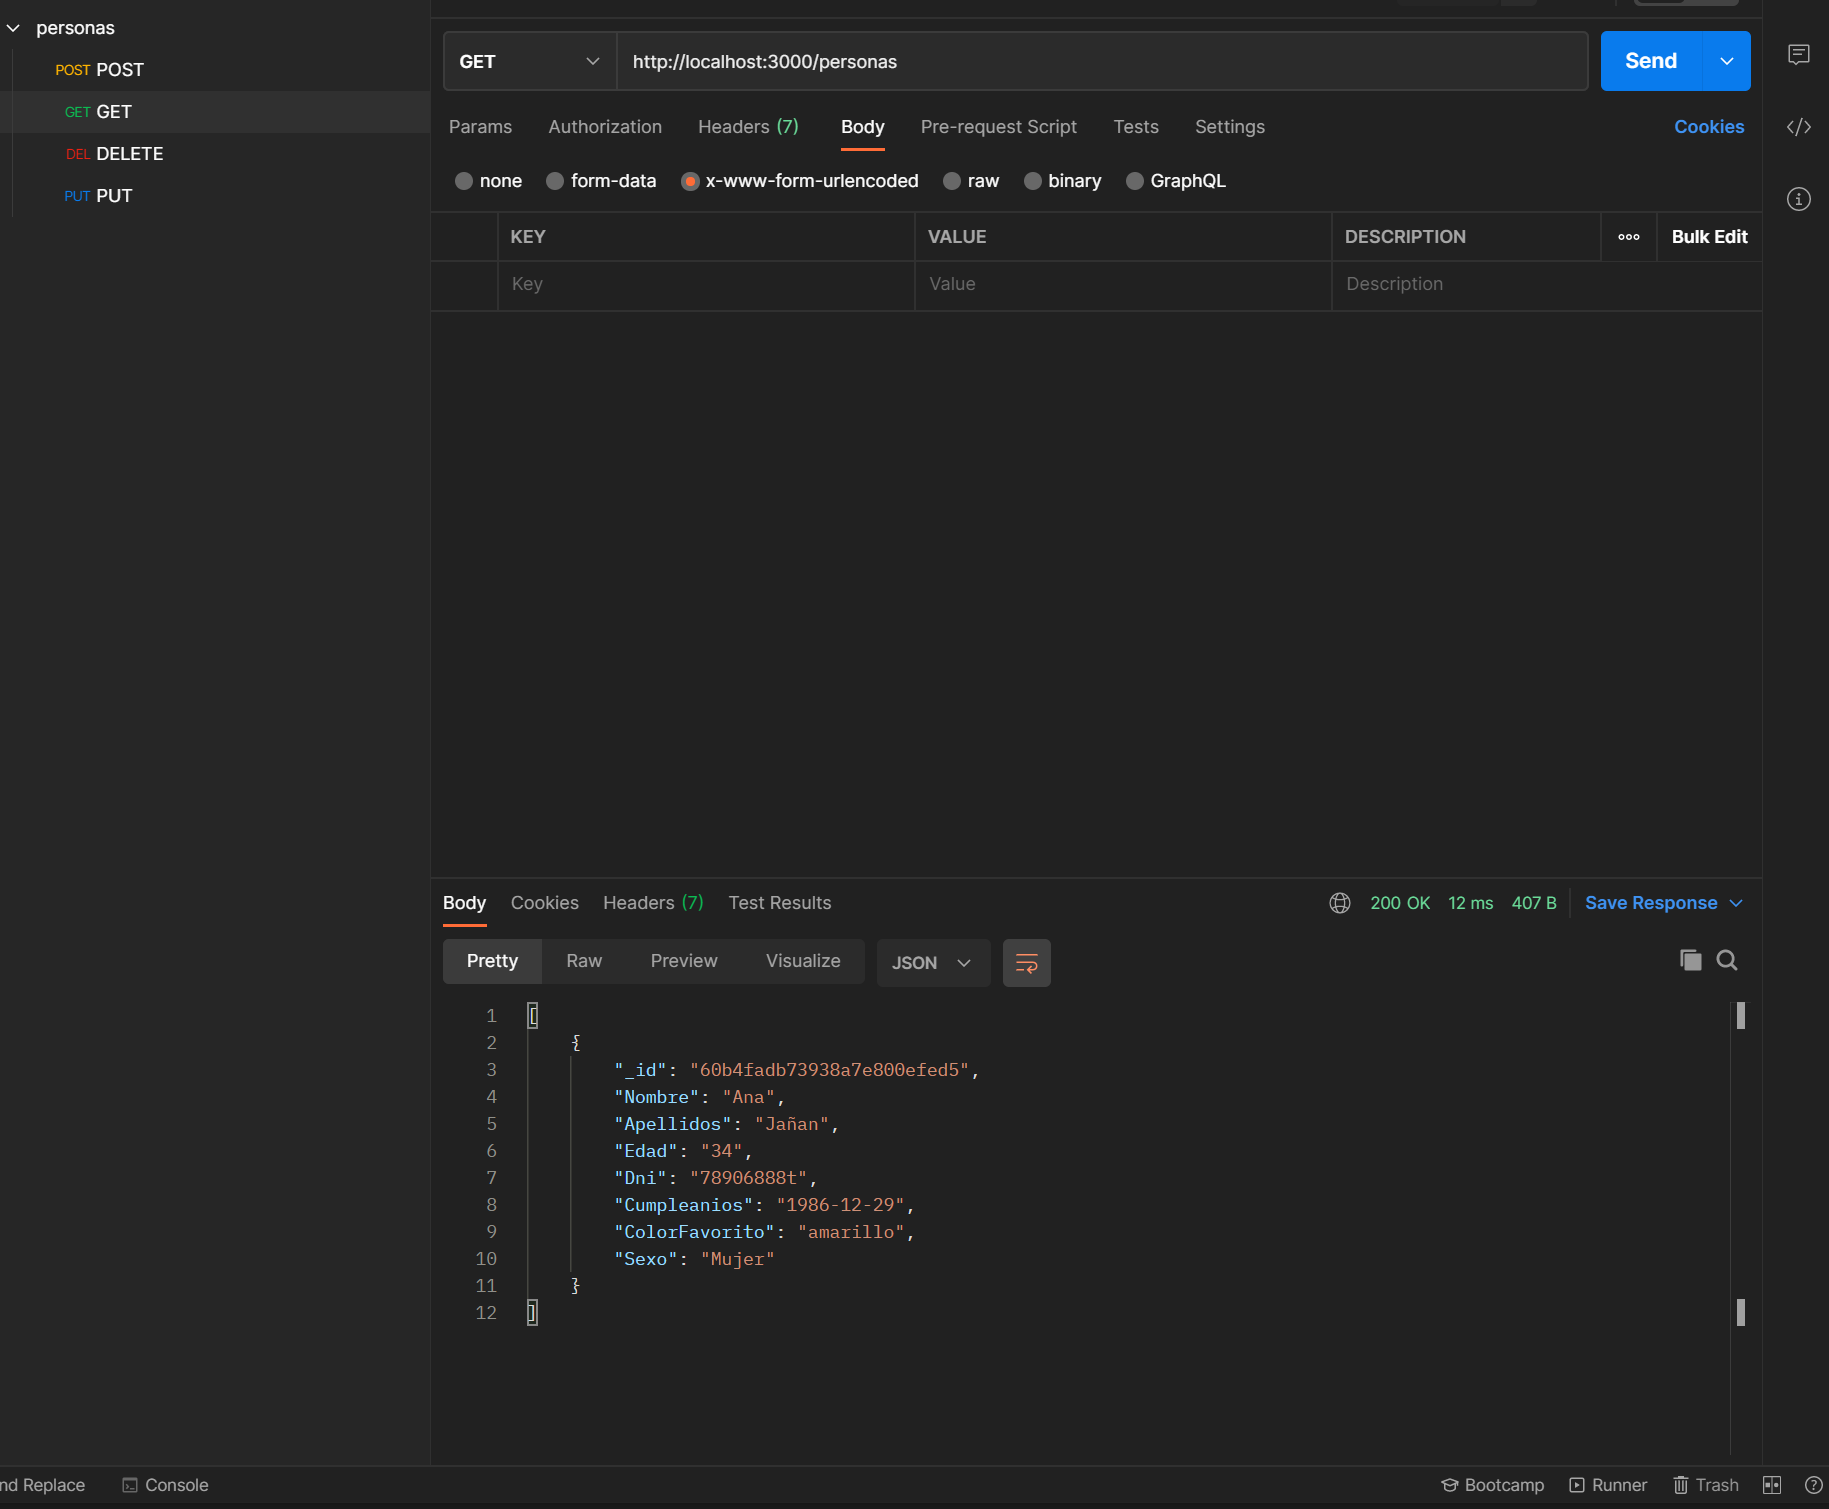 personas
POST POST
GET GET
DEL DELETE
PUT PUT
GET http://localhost:3000/personas Send
Params Authorization Headers (7) Body Pre-request Script Tests Settings Cookies
none form-data x-www-form-urlencoded raw binary GraphQL
KEY VALUE DESCRIPTION Bulk Edit
Key Value Description
Body Cookies Headers (7) Test Results 200 OK 12 ms 407 B Save Response
Pretty Raw Preview Visualize JSON
1 [
2 {
3 "_id": "60b4fadb73938a7e800efed5",
4 "Nombre": "Ana",
5 "Apellidos": "Jañan",
6 "Edad": "34",
7 "Dni": "78906888t",
8 "Cumpleanios": "1986-12-29",
9 "ColorFavorito": "amarillo",
10 "Sexo": "Mujer"
11 }
12 ]
nd Replace Console Bootcamp Runner Trash